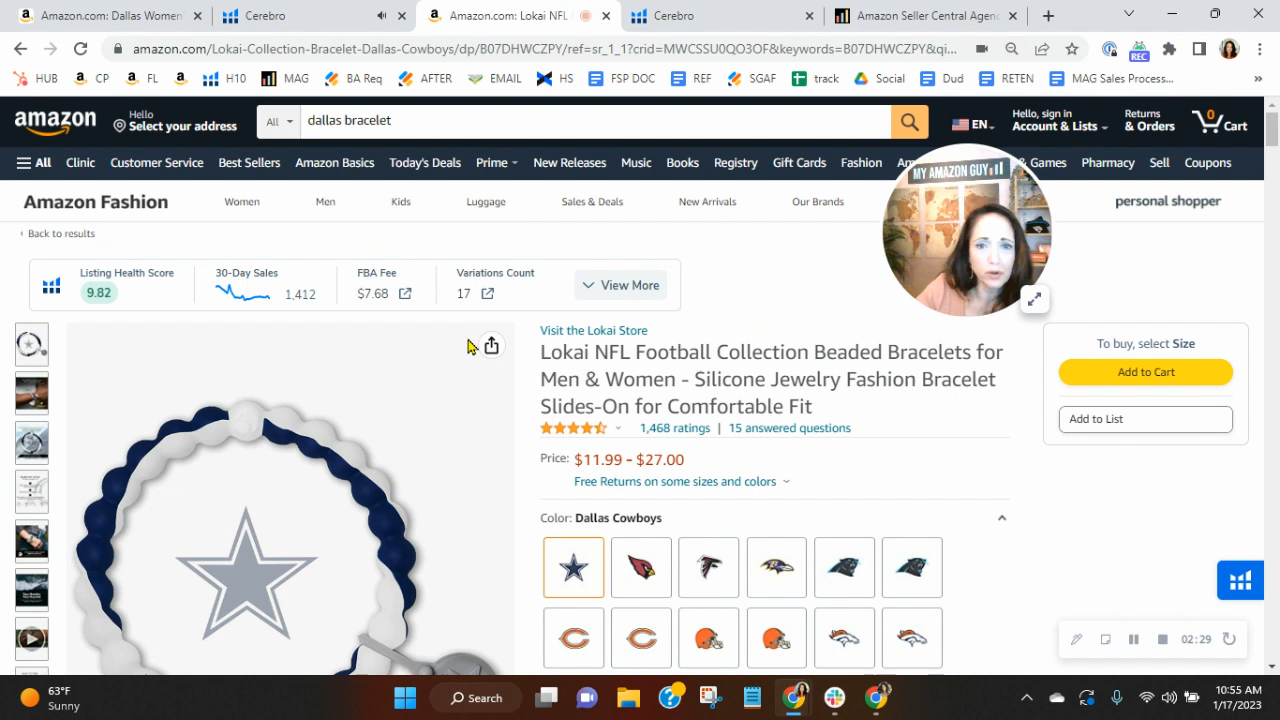 Amazon.com: Dallas Women'
Cerebro
Amazon.com: Lokai NFL
Cerebro
Amazon Seller Central Agenc
amazon.com/Lokai-Collection-Bracelet-Dallas-Cowboys/dp/B07DHWCZPY/ref=sr_1_1?crid=MWCSSU0QO3OF&keywords=B07DHWCZPY&qi...
REC
HUB CP FL H10 MAG BA Req AFTER EMAIL HS FSP DOC REF SGAF track Social Dud RETEN MAG Sales Process...
amazon
Hello
Select your address
All
dallas bracelet
EN
Hello, sign in
Account & Lists
Returns
& Orders
0
Cart
All Clinic Customer Service Best Sellers Amazon Basics Today's Deals Prime New Releases Music Books Registry Gift Cards Fashion & Games Pharmacy Sell Coupons
MY AMAZON GUY
Amazon Fashion Women Men Kids Luggage Sales & Deals New Arrivals Our Brands personal shopper
‹ Back to results
Listing Health Score
9.82
30-Day Sales
1,412
FBA Fee
$7.68
Variations Count
17
View More
Visit the Lokai Store
Lokai NFL Football Collection Beaded Bracelets for
Men & Women - Silicone Jewelry Fashion Bracelet
Slides-On for Comfortable Fit
1,468 ratings | 15 answered questions
Price: $11.99 - $27.00
Free Returns on some sizes and colors
Color: Dallas Cowboys
To buy, select Size
Add to Cart
Add to List
02:29
63°F
Sunny
Search
10:55 AM
1/17/2023